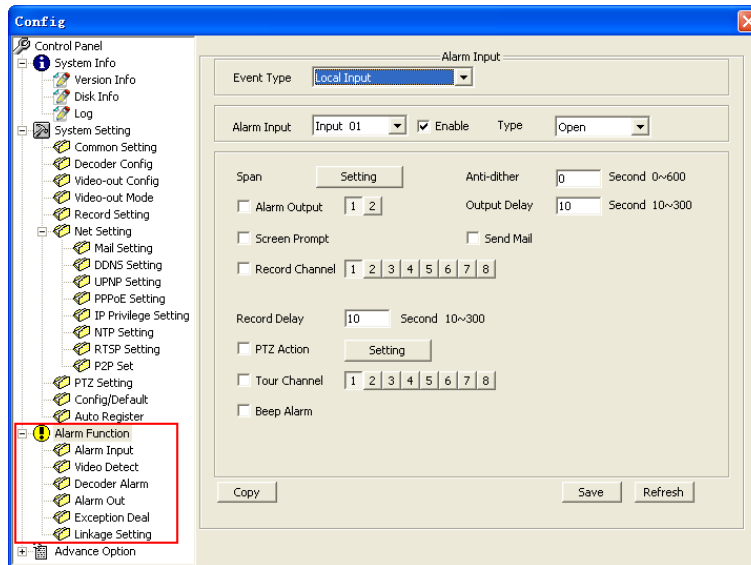 Config
Control Panel
System Info
Version Info
Disk Info
Log
System Setting
Common Setting
Decoder Config
Video-out Config
Video-out Mode
Record Setting
Net Setting
Mail Setting
DDNS Setting
UPNP Setting
PPPoE Setting
IP Privilege Setting
NTP Setting
RTSP Setting
P2P Set
PTZ Setting
Config/Default
Auto Register
Alarm Function
Alarm Input
Video Detect
Decoder Alarm
Alarm Out
Exception Deal
Linkage Setting
Advance Option
Alarm Input
Event Type Local Input
Alarm Input Input 01 Enable Type Open
Span Setting Anti-dither 0 Second 0~600
Alarm Output 1 2 Output Delay 10 Second 10~300
Screen Prompt Send Mail
Record Channel 1 2 3 4 5 6 7 8
Record Delay 10 Second 10~300
PTZ Action Setting
Tour Channel 1 2 3 4 5 6 7 8
Beep Alarm
Copy Save Refresh